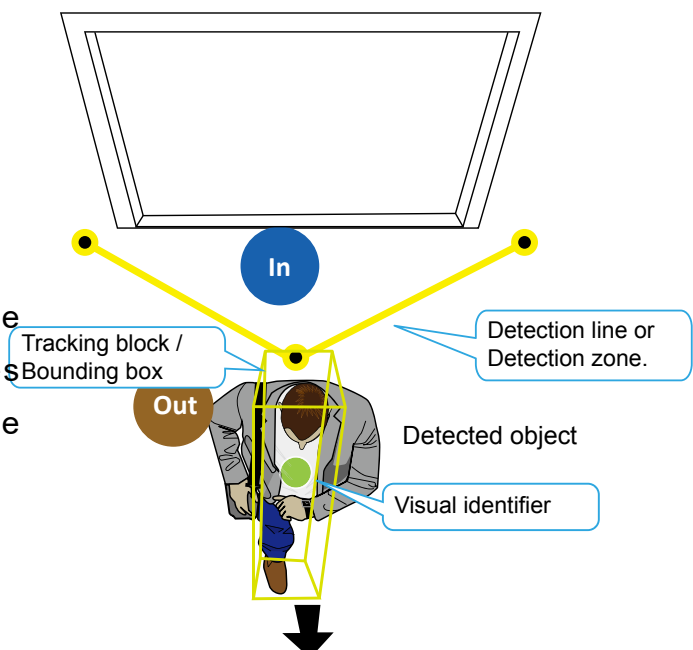 In
e
Tracking block /
Detection line or
s
Bounding box
Detection zone.
Out
e
Detected object
Visual identifier